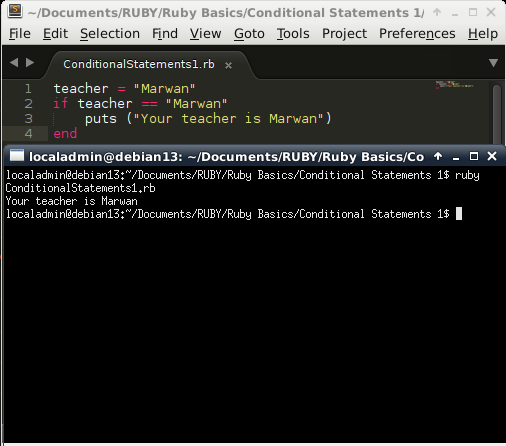 ~/Documents/RUBY/Ruby Basics/Conditional Statements 1/
File Edit Selection Find View Goto Tools Project Preferences Help
ConditionalStatements1.rb ×
1 teacher = "Marwan"
2 if teacher == "Marwan"
3 puts ("Your teacher is Marwan")
4 end
localadmin@debian13: ~/Documents/RUBY/Ruby Basics/Co
localadmin@debian13:~/Documents/RUBY/Ruby Basics/Conditional Statements 1$ ruby
ConditionalStatements1.rb
Your teacher is Marwan
localadmin@debian13:~/Documents/RUBY/Ruby Basics/Conditional Statements 1$